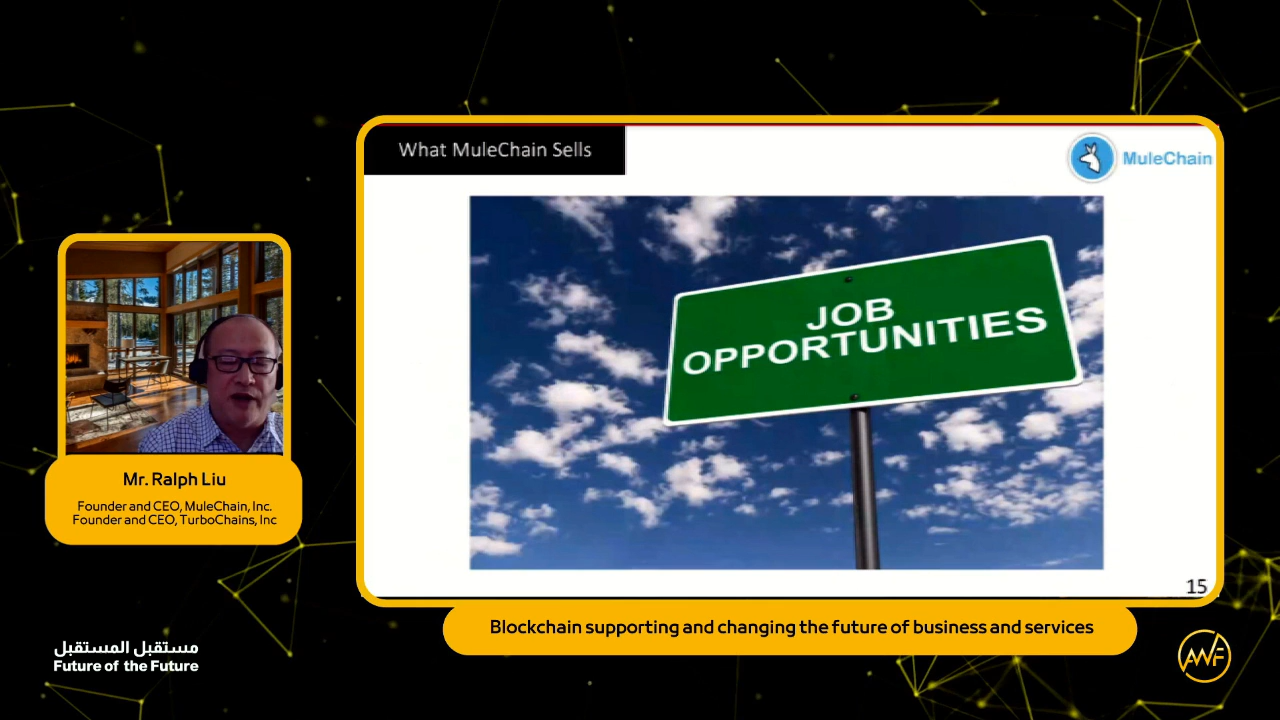 What MuleChain Sells
MuleChain
JOB
OPPORTUNITIES
15
Mr. Ralph Liu
Founder and CEO, MuleChain, Inc.
Founder and CEO, TurboChains, Inc
Blockchain supporting and changing the future of business and services
مستقبل المستقبل
Future of the Future
AWF